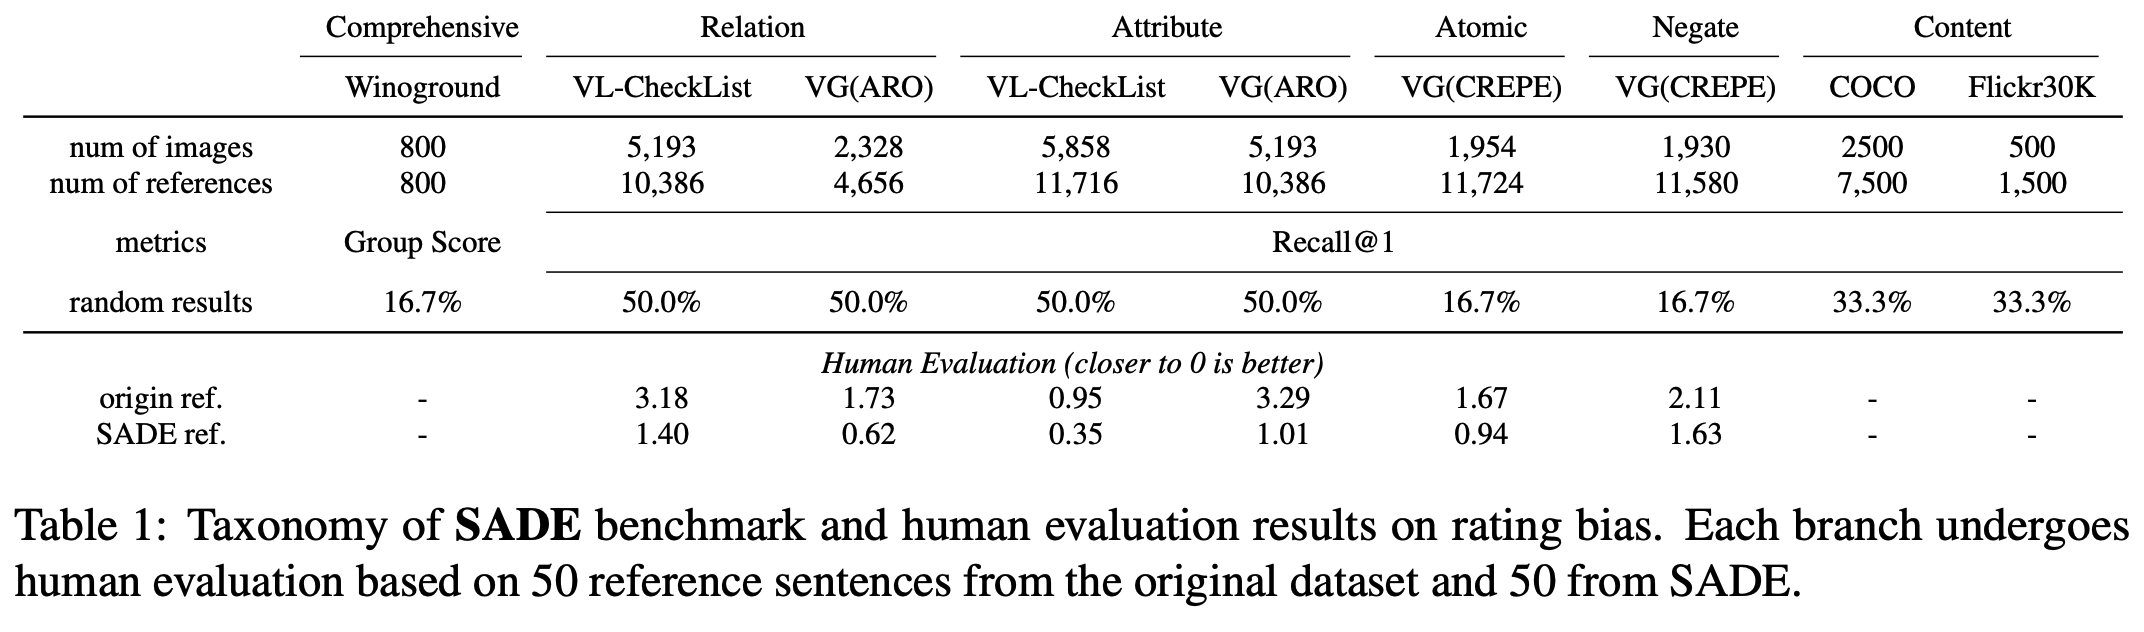 Comprehensive Relation Attribute Atomic Negate Content
Winoground VL-CheckList VG(ARO) VL-CheckList VG(ARO) VG(CREPE) VG(CREPE) COCO Flickr30K
num of images 800 5,193 2,328 5,858 5,193 1,954 1,930 2500 500
num of references 800 10,386 4,656 11,716 10,386 11,724 11,580 7,500 1,500
metrics Group Score Recall@1
random results 16.7% 50.0% 50.0% 50.0% 50.0% 16.7% 16.7% 33.3% 33.3%
Human Evaluation (closer to 0 is better)
origin ref. - 3.18 1.73 0.95 3.29 1.67 2.11 - -
SADE ref. - 1.40 0.62 0.35 1.01 0.94 1.63 - -
Table 1: Taxonomy of SADE benchmark and human evaluation results on rating bias. Each branch undergoes
human evaluation based on 50 reference sentences from the original dataset and 50 from SADE.